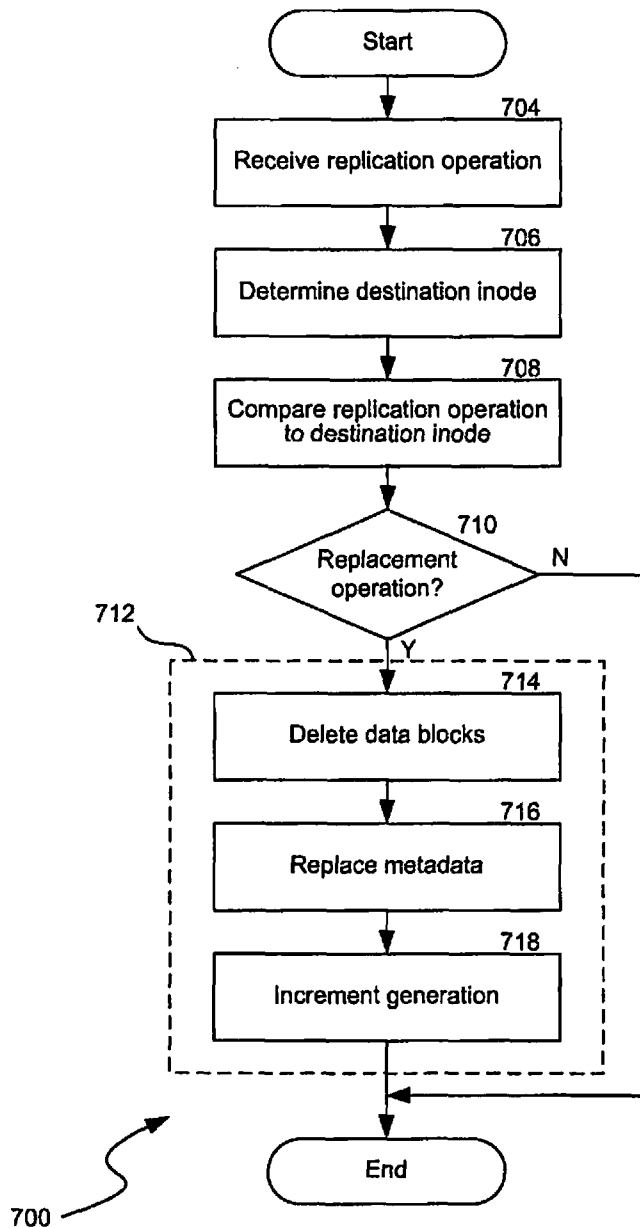 Start
704
Receive replication operation
706
Determine destination inode
708
Compare replication operation
to destination inode
710
Replacement
operation?
N
712
Y
714
Delete data blocks
716
Replace metadata
718
Increment generation
End
700